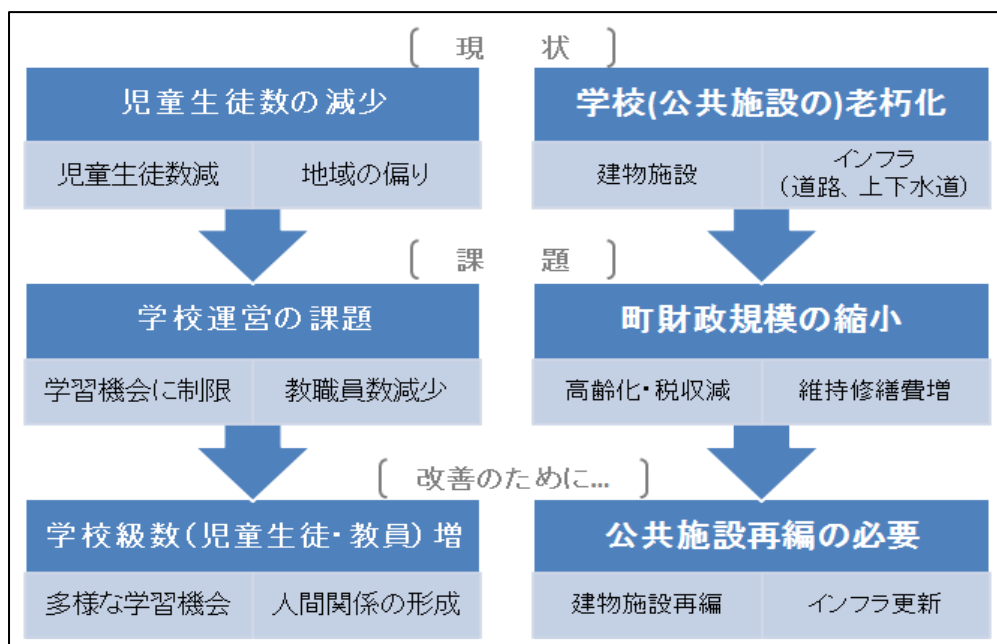 〔 現 状 〕
児童生徒数の減少
児童生徒数減
地域の偏り
学校(公共施設の)老朽化
建物施設
インフラ
(道路、上下水道)
〔 課 題 〕
学校運営の課題
学習機会に制限
教職員数減少
町財政規模の縮小
高齢化・税収減
維持修繕費増
〔 改善のために… 〕
学校級数(児童生徒・教員)増
多様な学習機会
人間関係の形成
公共施設再編の必要
建物施設再編
インフラ更新